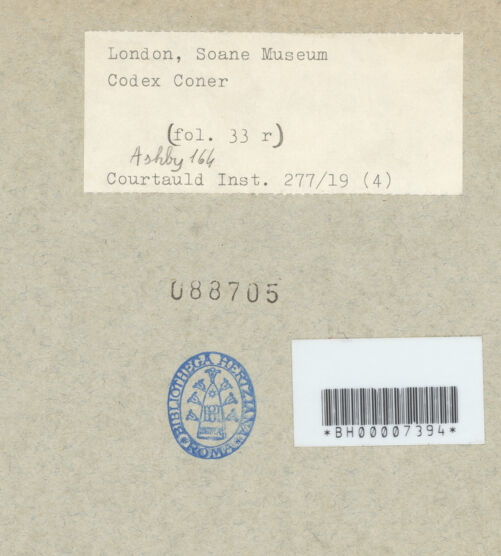 London, Soane Museum
Codex Coner
(fol. 33 r)
Ashby 164
Courtauld Inst. 277/19 (4)
088705
BIBLIOTHECA HERTZIANA
ROMA
*BH00007394*